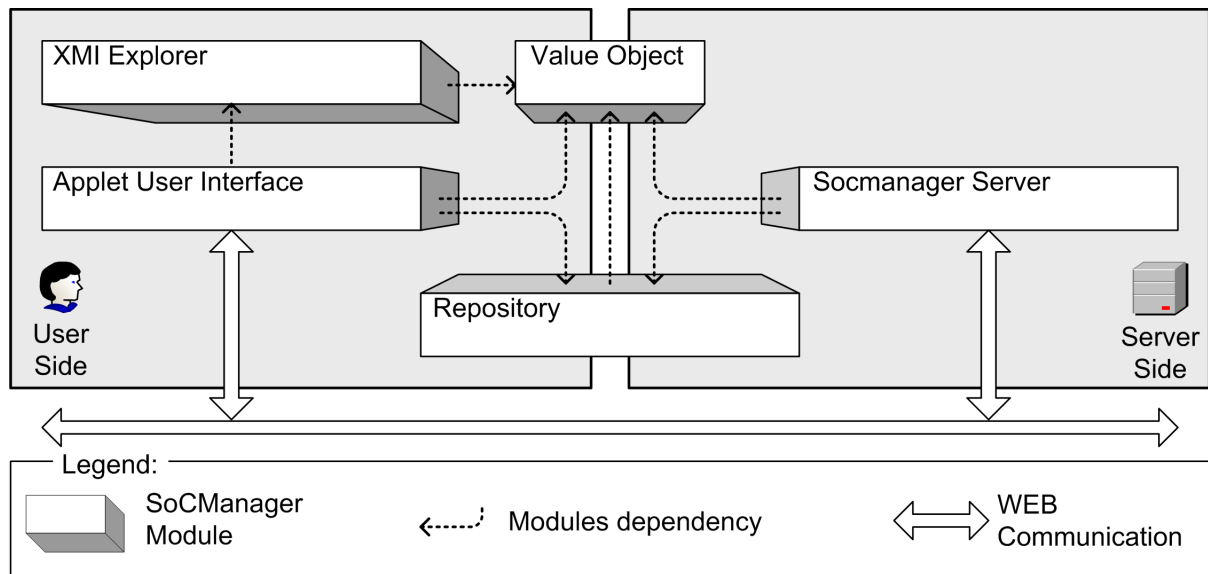 XMI Explorer
Value Object
Applet User Interface
Socmanager Server
Repository
User
Side
Server
Side
Legend:
SoCManager
Module
Modules dependency
WEB
Communication